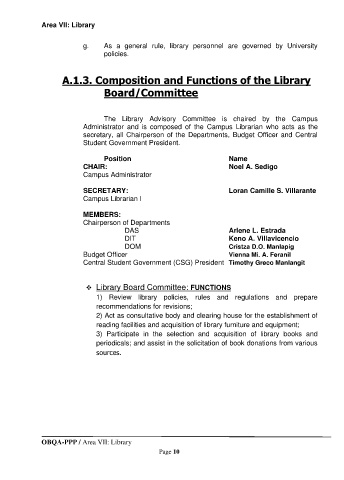 Area VII: Library
g. As a general rule, library personnel are governed by University
policies.
A.1.3. Composition and Functions of the Library
Board/Committee
The Library Advisory Committee is chaired by the Campus
Administrator and is composed of the Campus Librarian who acts as the
secretary, all Chairperson of the Departments, Budget Officer and Central
Student Government President.
Position Name
CHAIR: Noel A. Sedigo
Campus Administrator
SECRETARY: Loran Camille S. Villarante
Campus Librarian I
MEMBERS:
Chairperson of Departments
DAS Arlene L. Estrada
DIT Keno A. Villavicencio
DOM Cristza D.O. Manlapig
Budget Officer Vienna Mi. A. Feranil
Central Student Government (CSG) President Timothy Greco Manlangit
❖ Library Board Committee: FUNCTIONS
1) Review library policies, rules and regulations and prepare
recommendations for revisions;
2) Act as consultative body and clearing house for the establishment of
reading facilities and acquisition of library furniture and equipment;
3) Participate in the selection and acquisition of library books and
periodicals; and assist in the solicitation of book donations from various
sources.
OBQA-PPP / Area VII: Library
Page 10